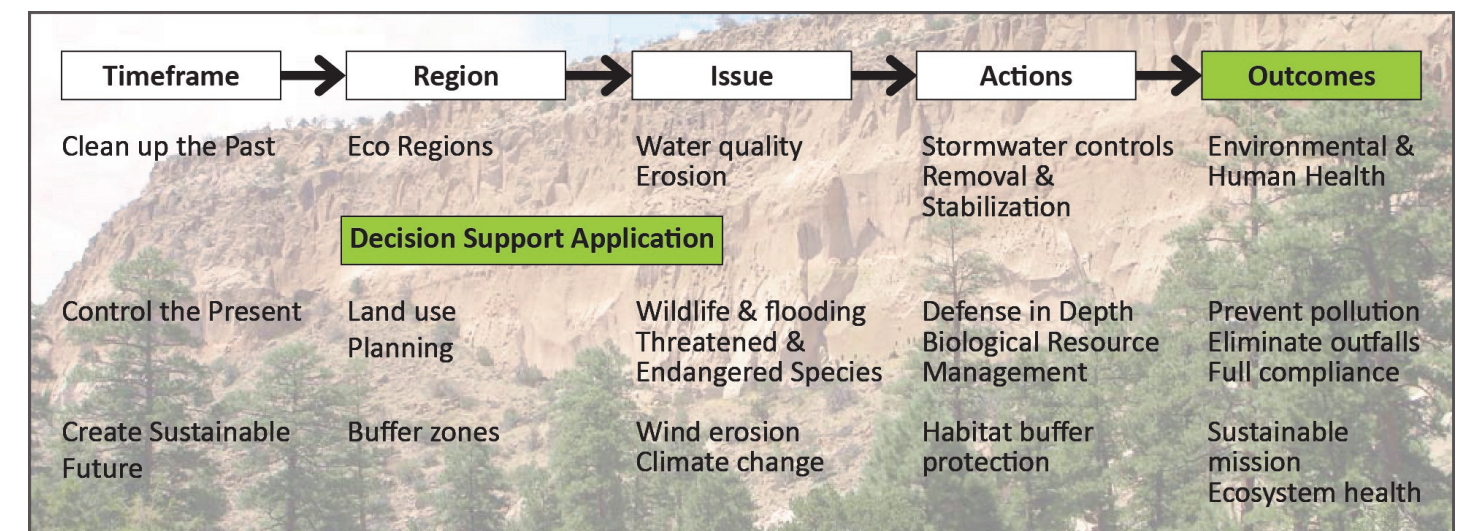 Timeframe
Region
Issue
Actions
Outcomes
Clean up the Past
Eco Regions
Water quality
Erosion
Stormwater controls
Removal &
Stabilization
Environmental &
Human Health
Decision Support Application
Control the Present
Land use
Planning
Wildlife & flooding
Threatened &
Endangered Species
Defense in Depth
Biological Resource
Management
Prevent pollution
Eliminate outfalls
Full compliance
Create Sustainable
Future
Buffer zones
Wind erosion
Climate change
Habitat buffer
protection
Sustainable
mission
Ecosystem health